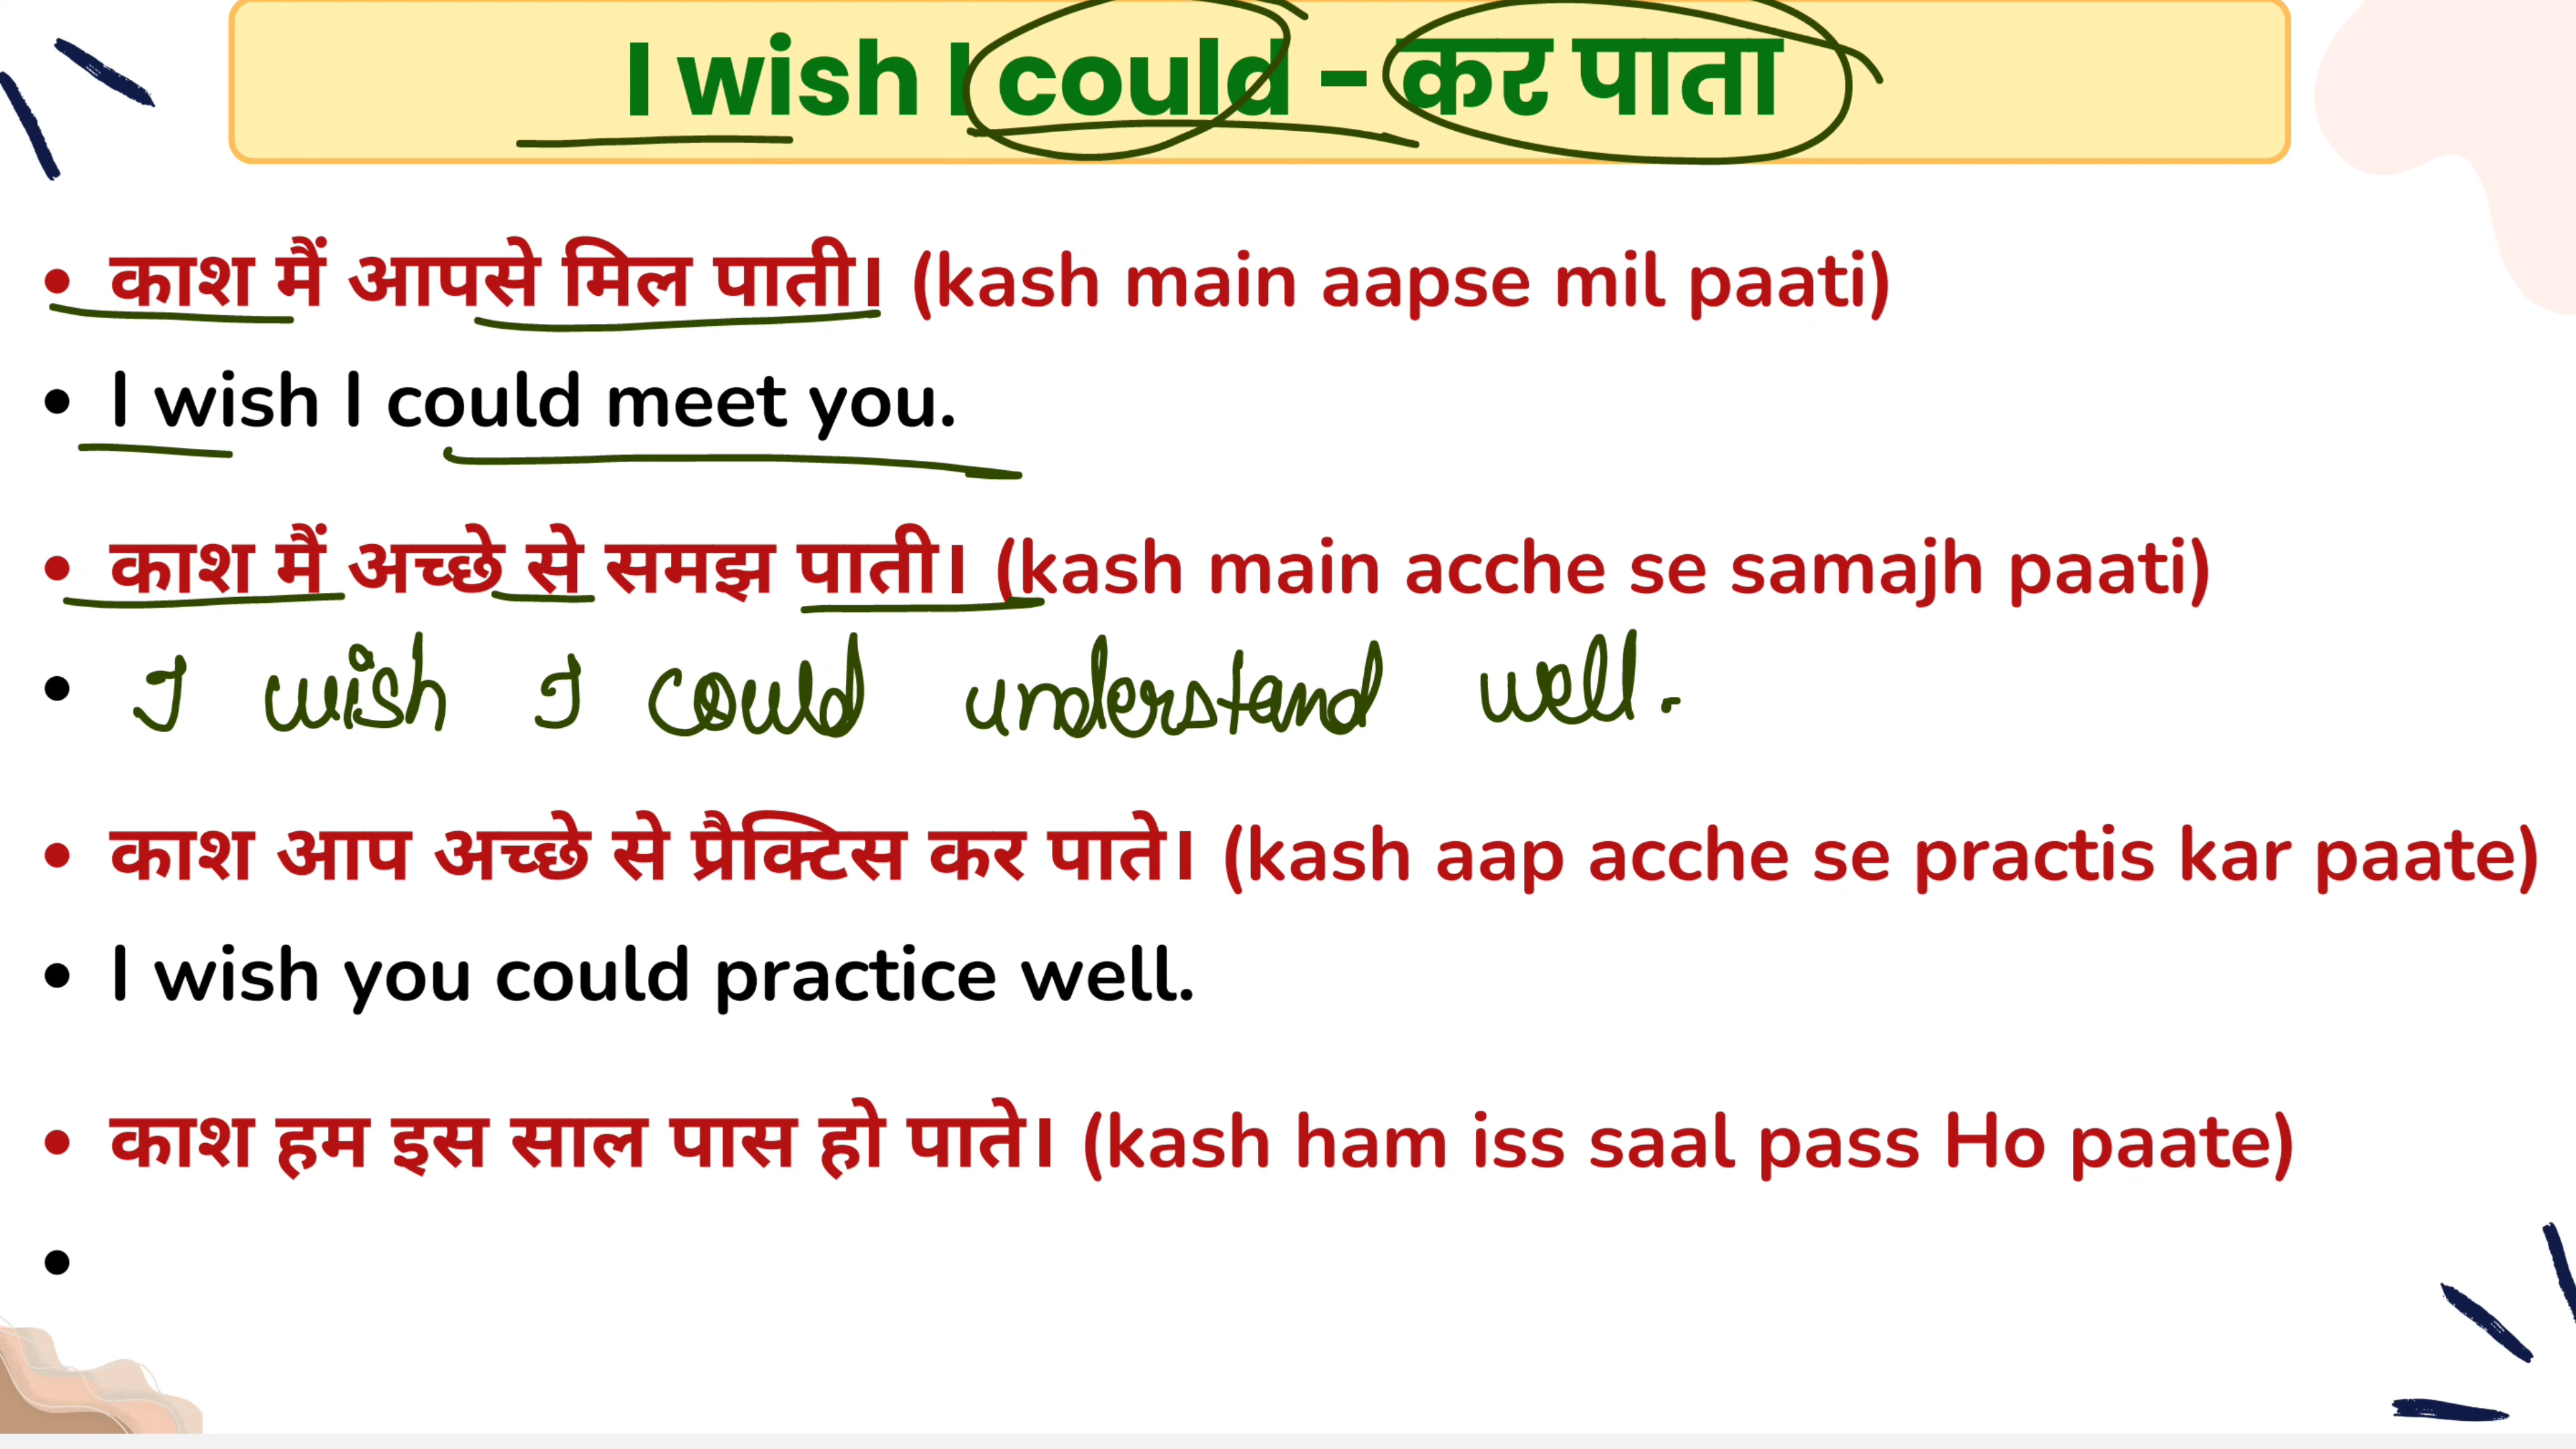 I wish I could - कर पाता
• काश मैं आपसे मिल पाती। (kash main aapse mil paati)
• I wish I could meet you.
• काश मैं अच्छे से समझ पाती। (kash main acche se samajh paati)
• I wish I could understand well.
• काश आप अच्छे से प्रैक्टिस कर पाते। (kash aap acche se practis kar paate)
• I wish you could practice well.
• काश हम इस साल पास हो पाते। (kash ham iss saal pass Ho paate)
•